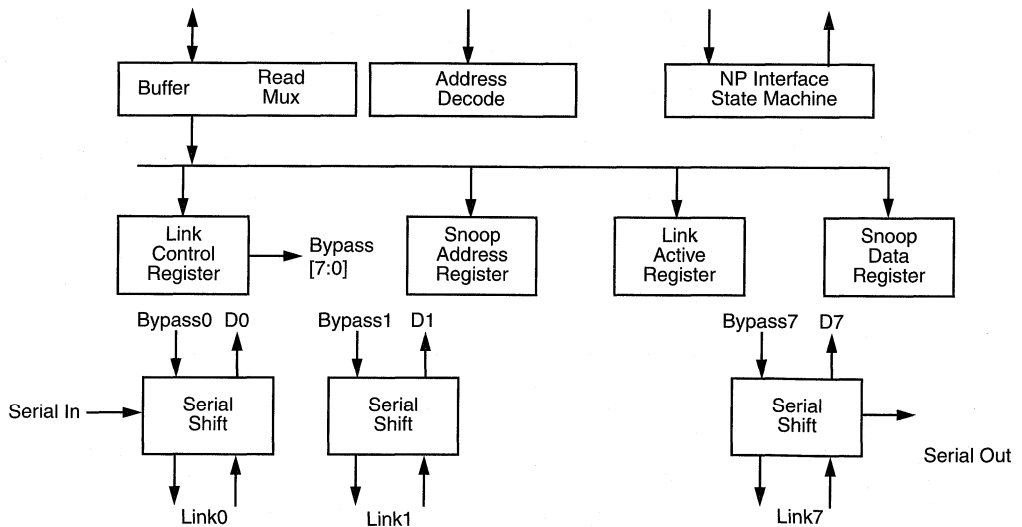 Buffer
Read
Mux
Address
Decode
NP Interface
State Machine
Link
Control
Register
Bypass
[7:0]
Snoop
Address
Register
Link
Active
Register
Snoop
Data
Register
Bypass0 D0
Bypass1 D1
Bypass7 D7
Serial In
Serial
Shift
Serial
Shift
Serial
Shift
Serial Out
Link0
Link1
Link7